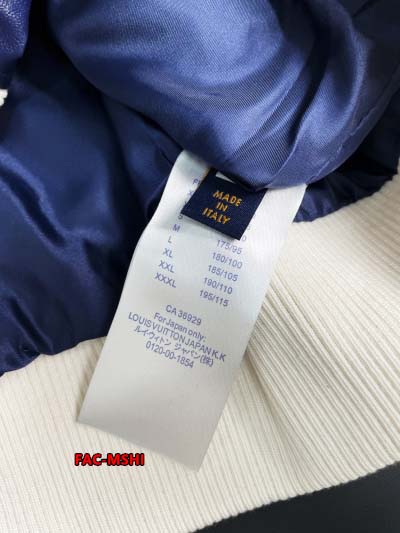 MADE
IN
ITALY
M 175/95
L 180/100
XL 185/105
XXL 190/110
XXXL 195/115
CA 36929
For Japan only:
LOUIS VUITTON JAPAN K.K
ルイ・ヴィトン ジャパン(株)
0120-00-1854
FAC-MSHI